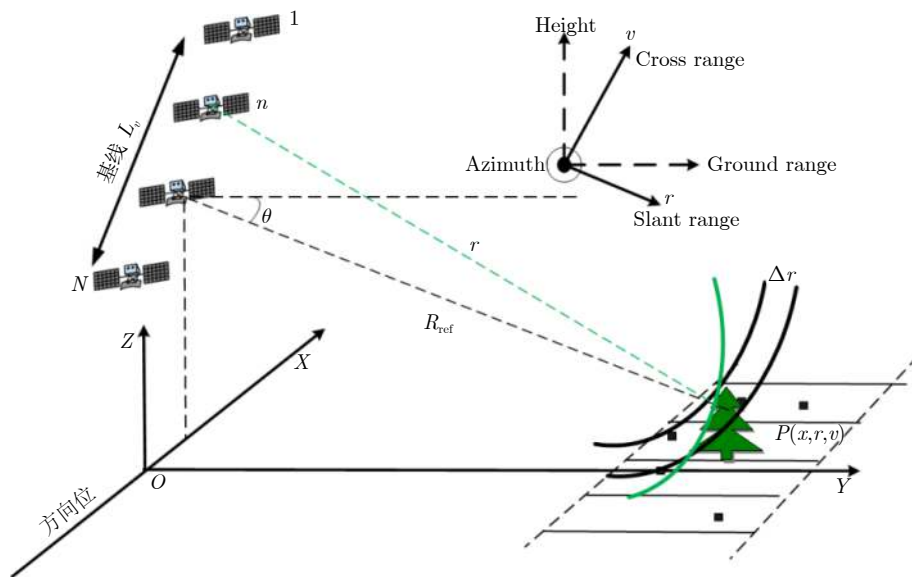 1
Height
v
Cross range
n
基线 L_v
Azimuth
Ground range
r
Slant range
θ
r
N
Δr
Z
R_ref
X
P(x,r,v)
O
Y
方向位